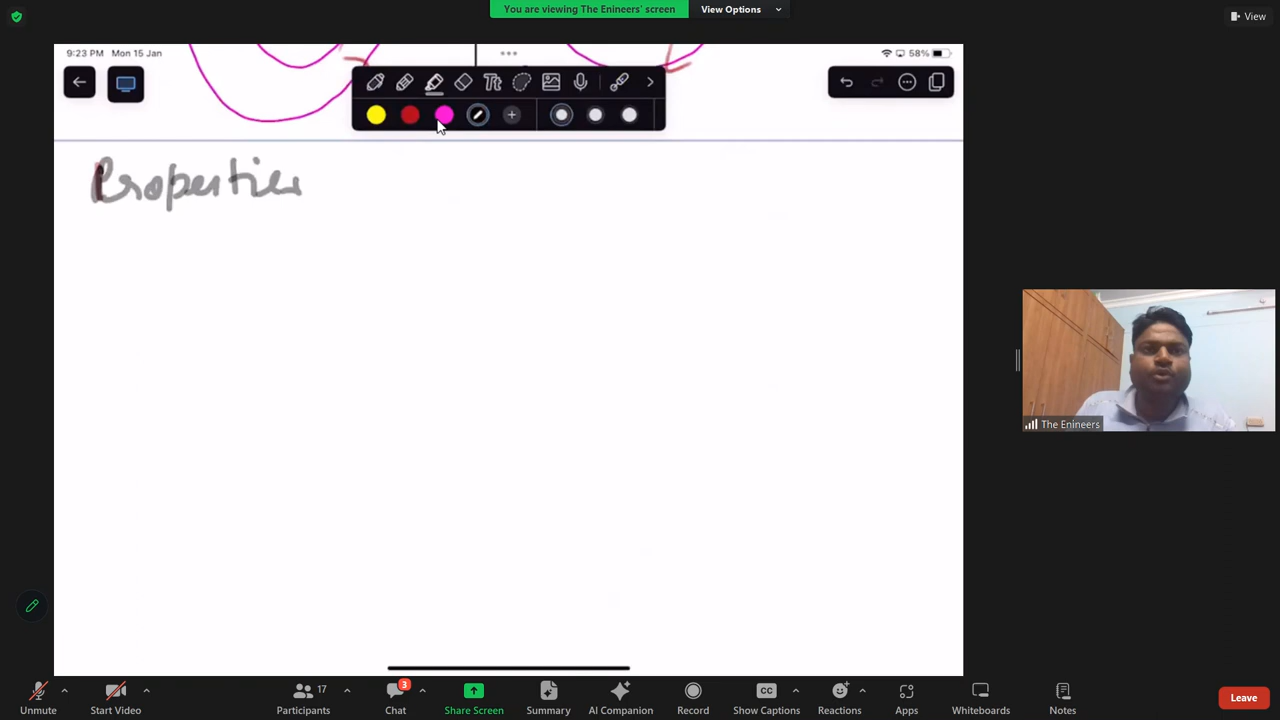 You are viewing The Enineers' screen
View Options
View
9:23 PM Mon 15 Jan
58%
Tt
Properties
The Enineers
Unmute
Start Video
17
Participants
3
Chat
Share Screen
Summary
AI Companion
Record
CC
Show Captions
Reactions
Apps
Whiteboards
Notes
Leave